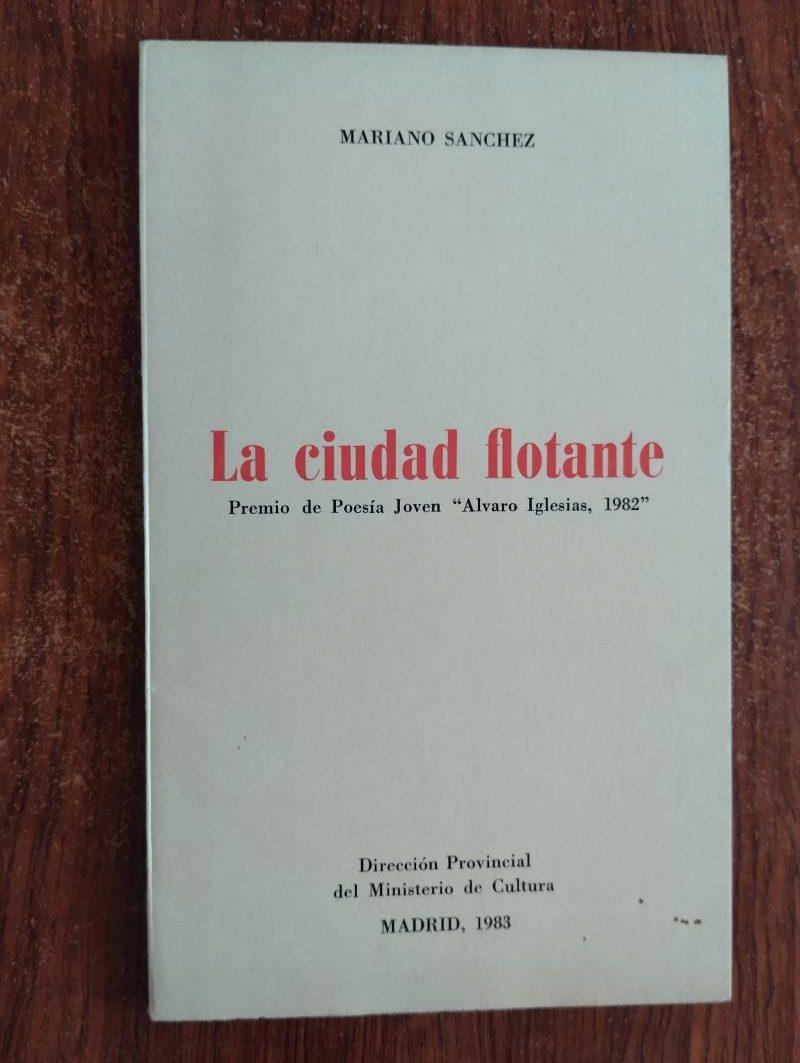 MARIANO SANCHEZ
La ciudad flotante
Premio de Poesía Joven “Alvaro Iglesias, 1982”
Dirección Provincial
del Ministerio de Cultura
MADRID, 1983